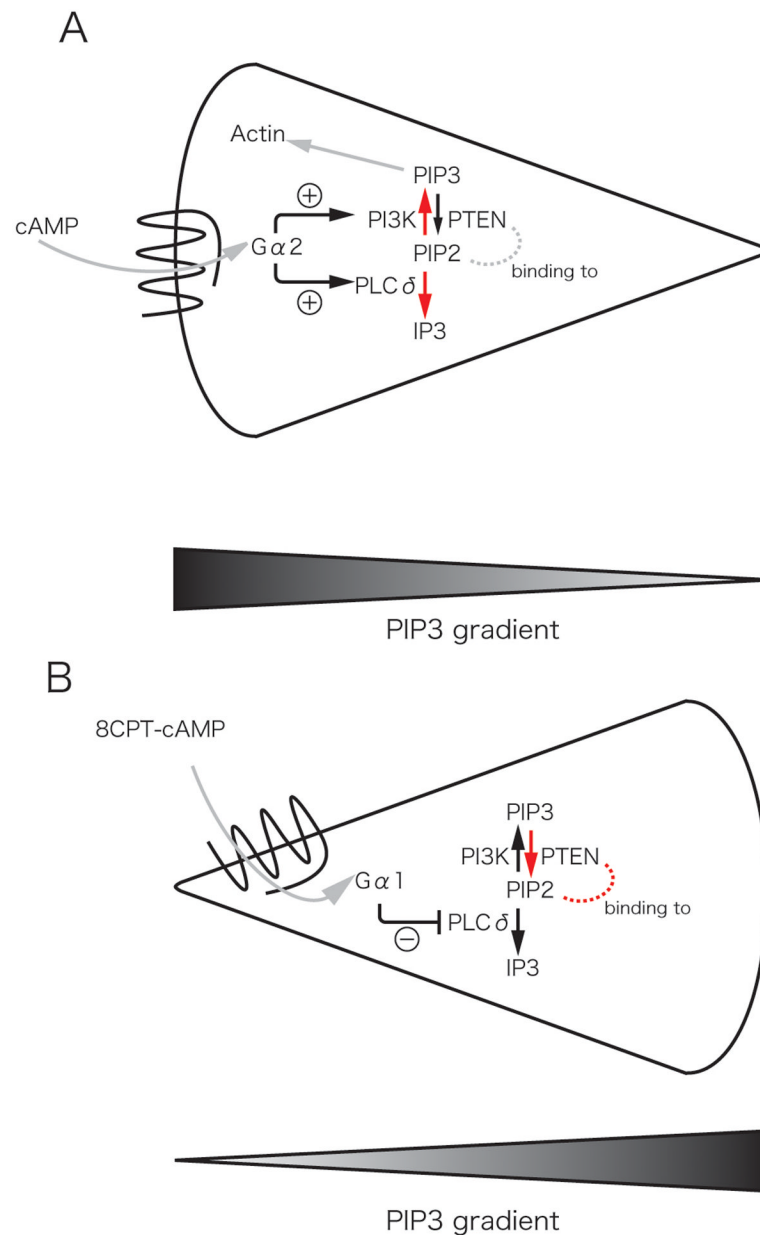 A
Actin
PIP3
cAMP
PI3K PTEN
Gα2
PIP2
binding to
PLCδ
IP3
PIP3 gradient
B
8CPT-cAMP
PIP3
PI3K PTEN
Gα1
PIP2
binding to
PLCδ
IP3
PIP3 gradient